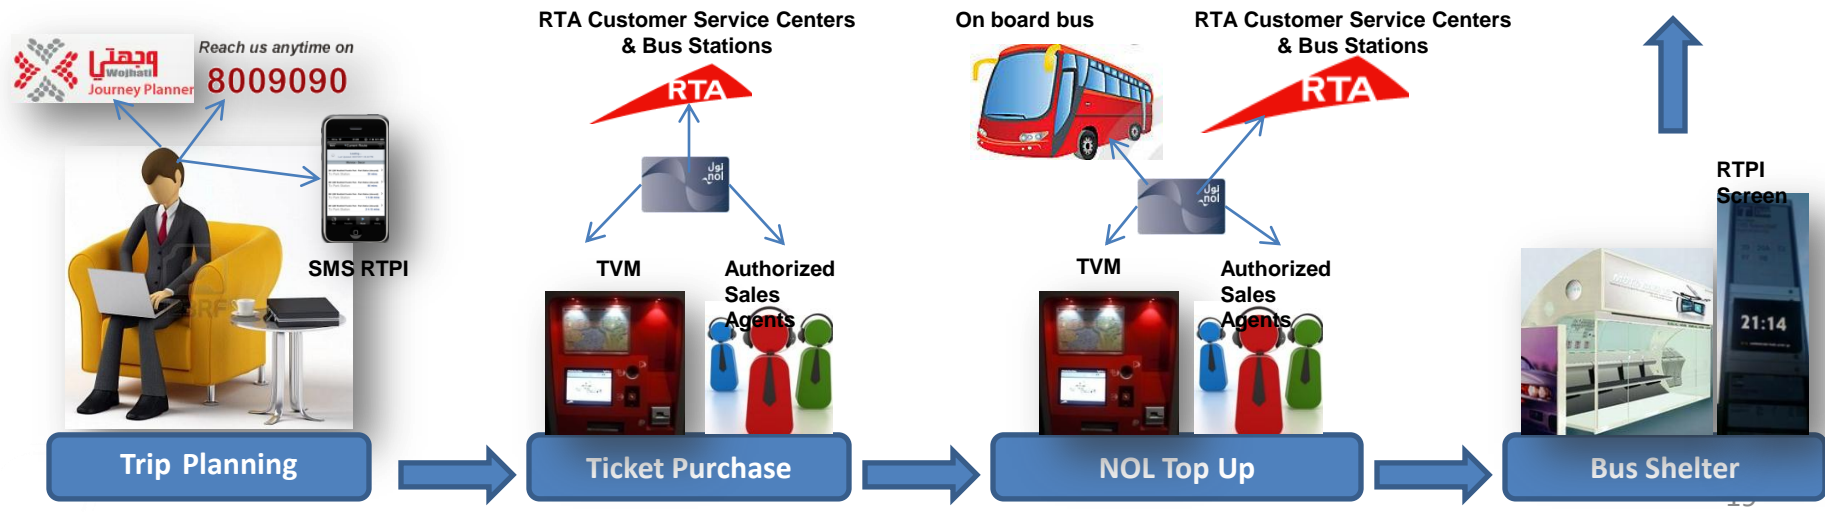 وجهتي
Wojhati
Journey Planner
Reach us anytime on
8009090
SMS RTPI
Trip Planning
RTA Customer Service Centers
& Bus Stations
RTA
نول
nol
TVM
Authorized
Sales
Agents
Ticket Purchase
On board bus
RTA Customer Service Centers
& Bus Stations
RTA
نول
nol
TVM
Authorized
Sales
Agents
NOL Top Up
RTPI
Screen
21:14
Bus Shelter